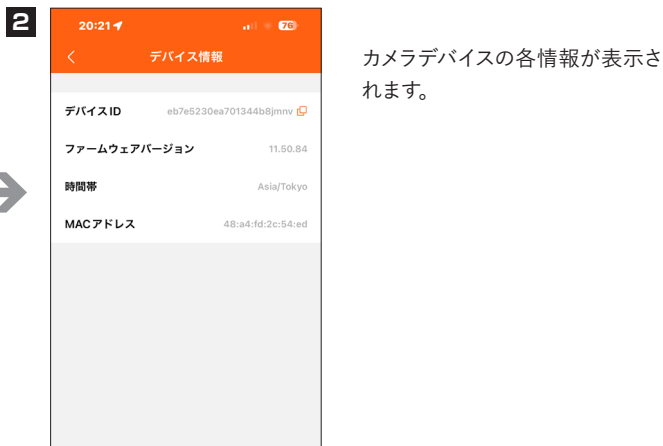 2
20:21
76
デバイス情報
デバイスID eb7e5230ea701344b8jmnv
ファームウェアバージョン 11.50.84
時間帯 Asia/Tokyo
MACアドレス 48:a4:fd:2c:54:ed
カメラデバイスの各情報が表示さ
れます。